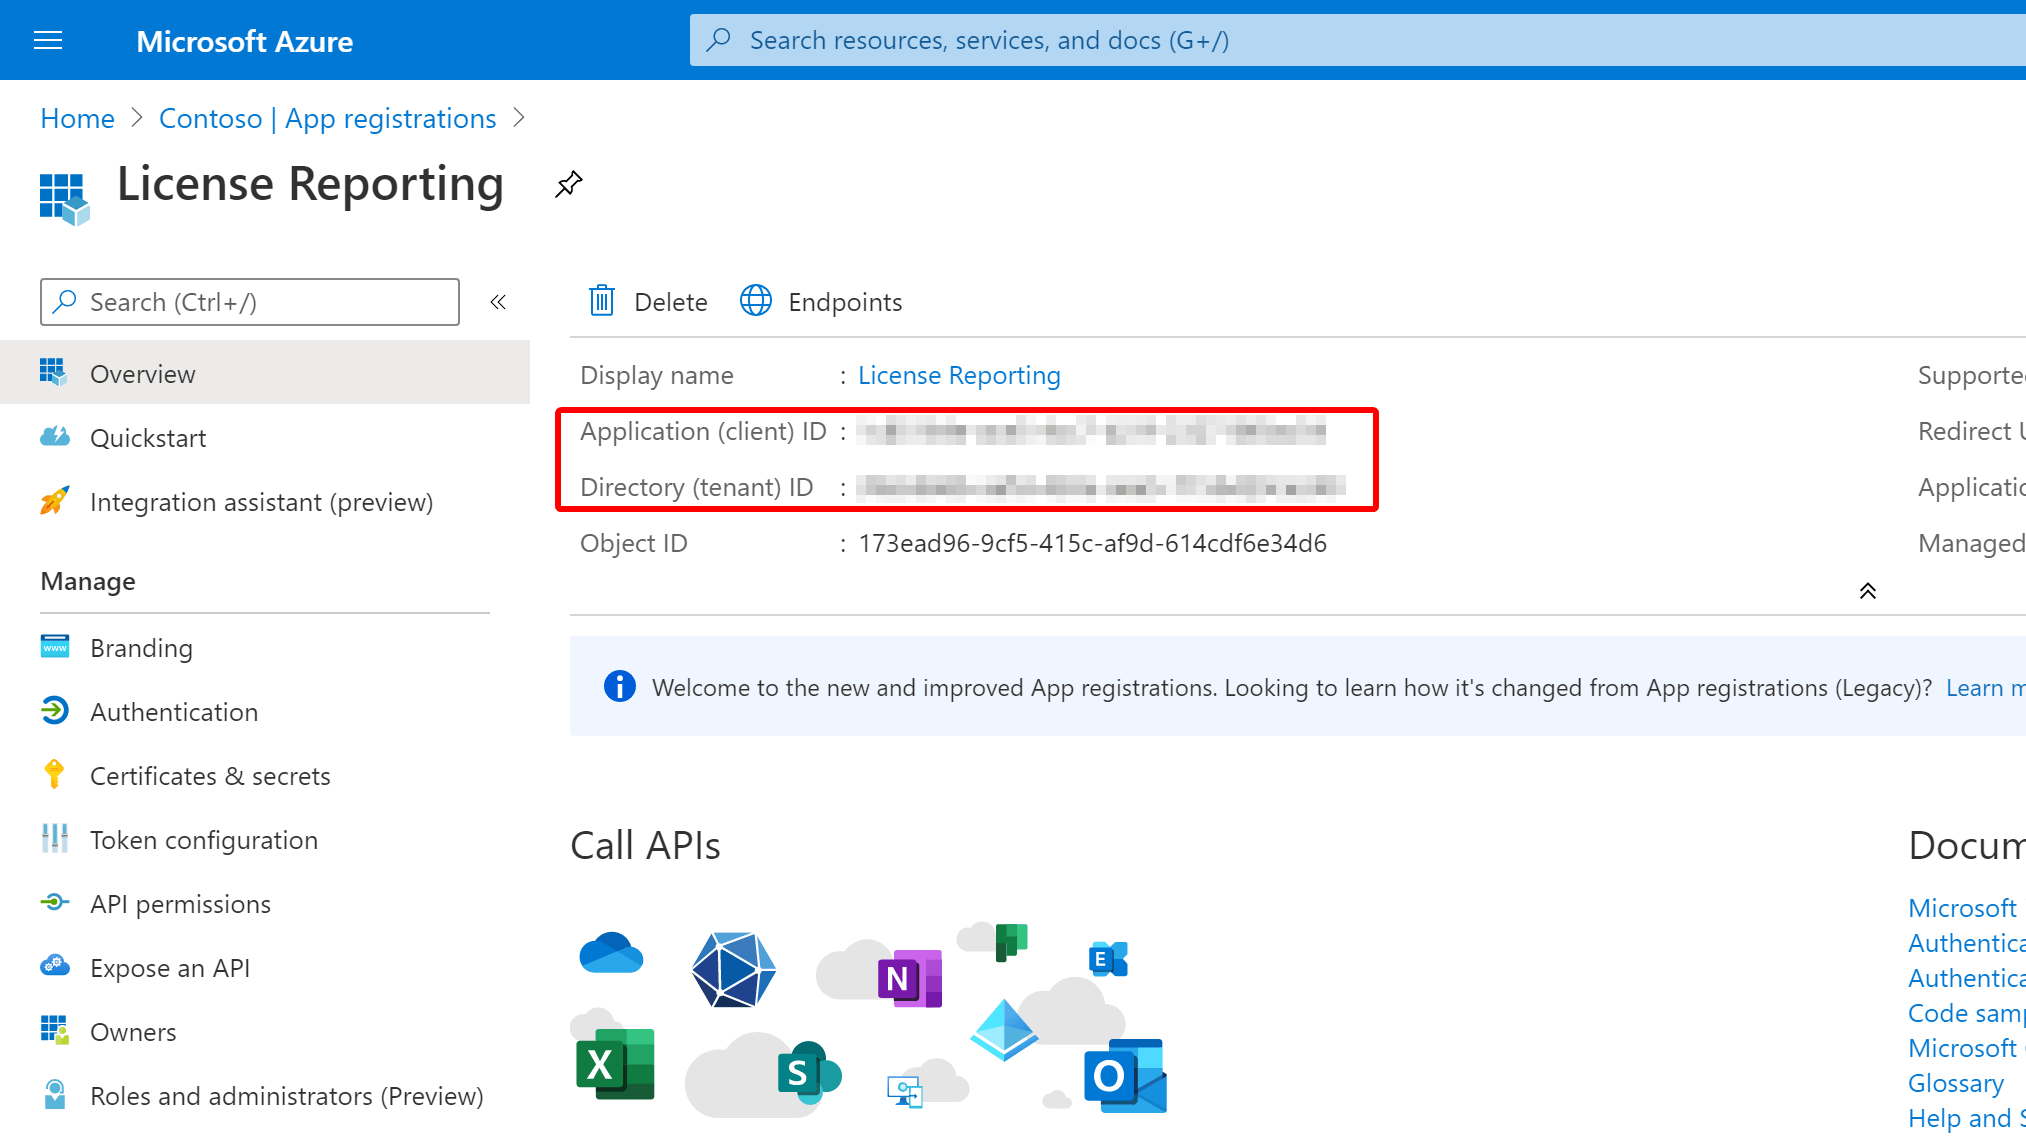 Microsoft Azure
Search resources, services, and docs (G+/)
Home > Contoso | App registrations >
License Reporting
Search (Ctrl+/)
«
Overview
Quickstart
Integration assistant (preview)
Manage
Branding
Authentication
Certificates & secrets
Token configuration
API permissions
Expose an API
Owners
Roles and administrators (Preview)
Delete
Endpoints
Display name : License Reporting
Application (client) ID :
Directory (tenant) ID :
Object ID : 173ead96-9cf5-415c-af9d-614cdf6e34d6
Supporte
Redirect U
Applicatio
Managed
Welcome to the new and improved App registrations. Looking to learn how it's changed from App registrations (Legacy)? Learn m
Call APIs
N
E
X
S
O
Docum
Microsoft
Authentica
Authentica
Code samp
Microsoft
Glossary
Help and S